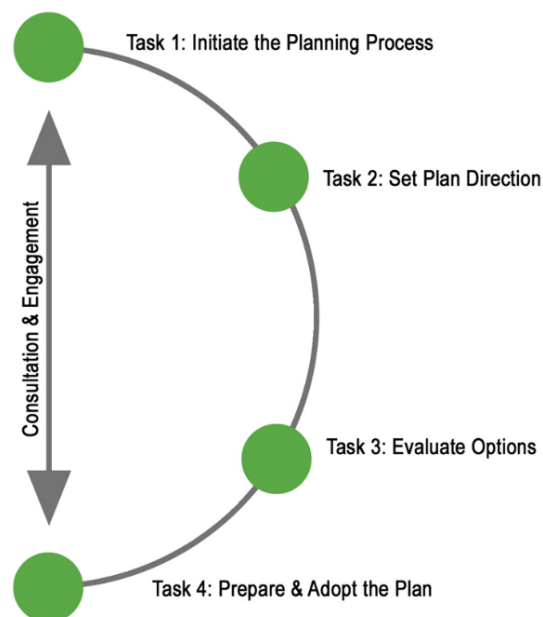 Task 1: Initiate the Planning Process
Task 2: Set Plan Direction
Consultation & Engagement
Task 3: Evaluate Options
Task 4: Prepare & Adopt the Plan